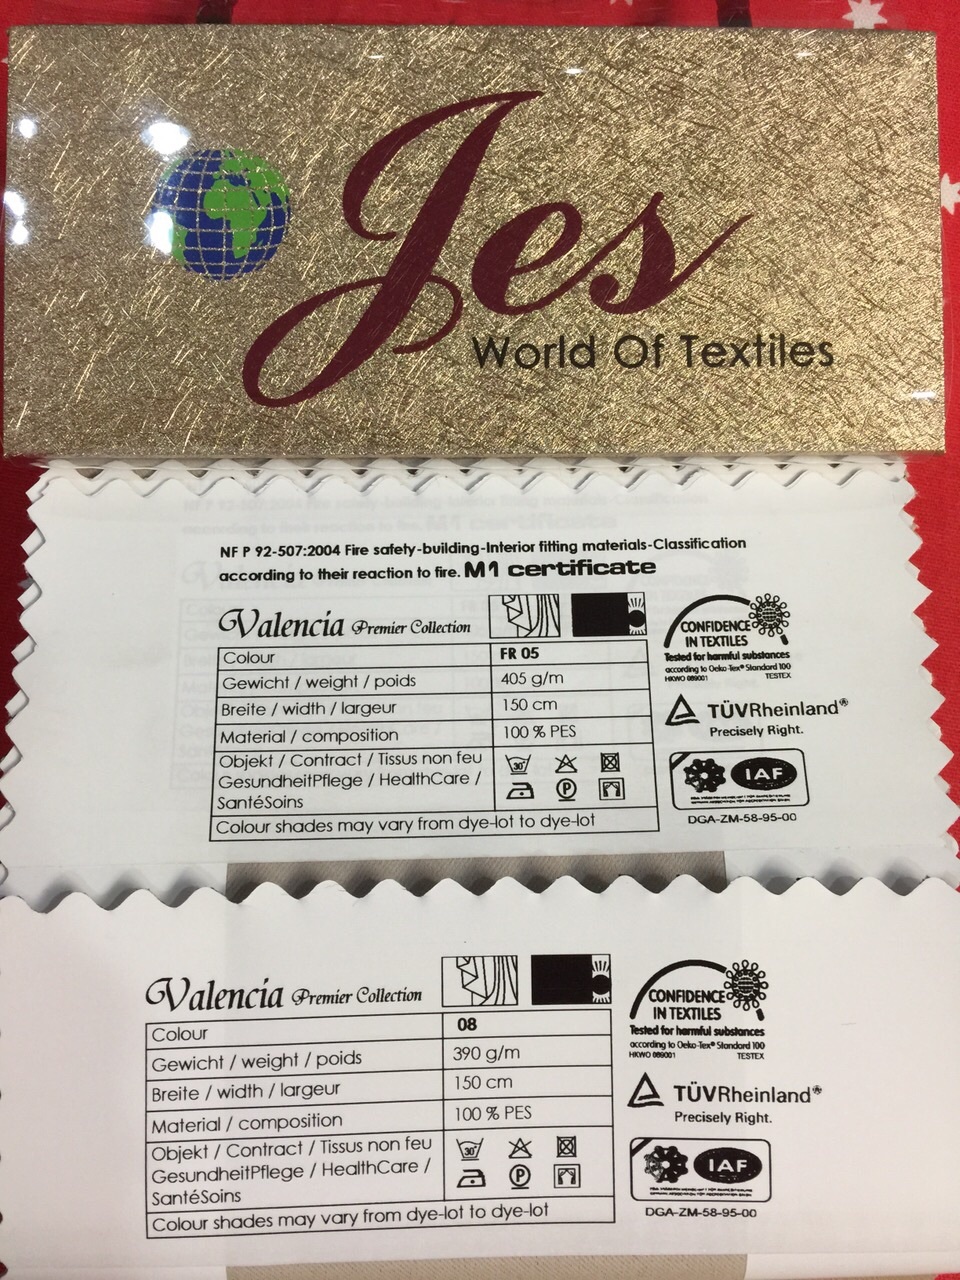 Jes
World Of Textiles
NF P 92-507:2004 Fire safety-building-Interior fitting materials-Classification
according to their reaction to fire. M1 certificate
Valencia Premier Collection
Colour FR 05
Gewicht / weight / poids 405 g/m
Breite / width / largeur 150 cm
Material / composition 100 % PES
Objekt / Contract / Tissus non feu
GesundheitPflege / HealthCare /
SantéSoins
30°
P
Colour shades may vary from dye-lot to dye-lot
CONFIDENCE
IN TEXTILES
Tested for harmful substances
according to Oeko-Tex® Standard 100
HKWO 089001 TESTEX
TÜVRheinland®
Precisely Right.
IAF
DGA-ZM-58-95-00
Valencia Premier Collection
Colour 08
Gewicht / weight / poids 390 g/m
Breite / width / largeur 150 cm
Material / composition 100 % PES
Objekt / Contract / Tissus non feu
GesundheitPflege / HealthCare /
SantéSoins
30°
P
Colour shades may vary from dye-lot to dye-lot
CONFIDENCE
IN TEXTILES
Tested for harmful substances
according to Oeko-Tex® Standard 100
HKWO 089001 TESTEX
TÜVRheinland®
Precisely Right.
IAF
DGA-ZM-58-95-00